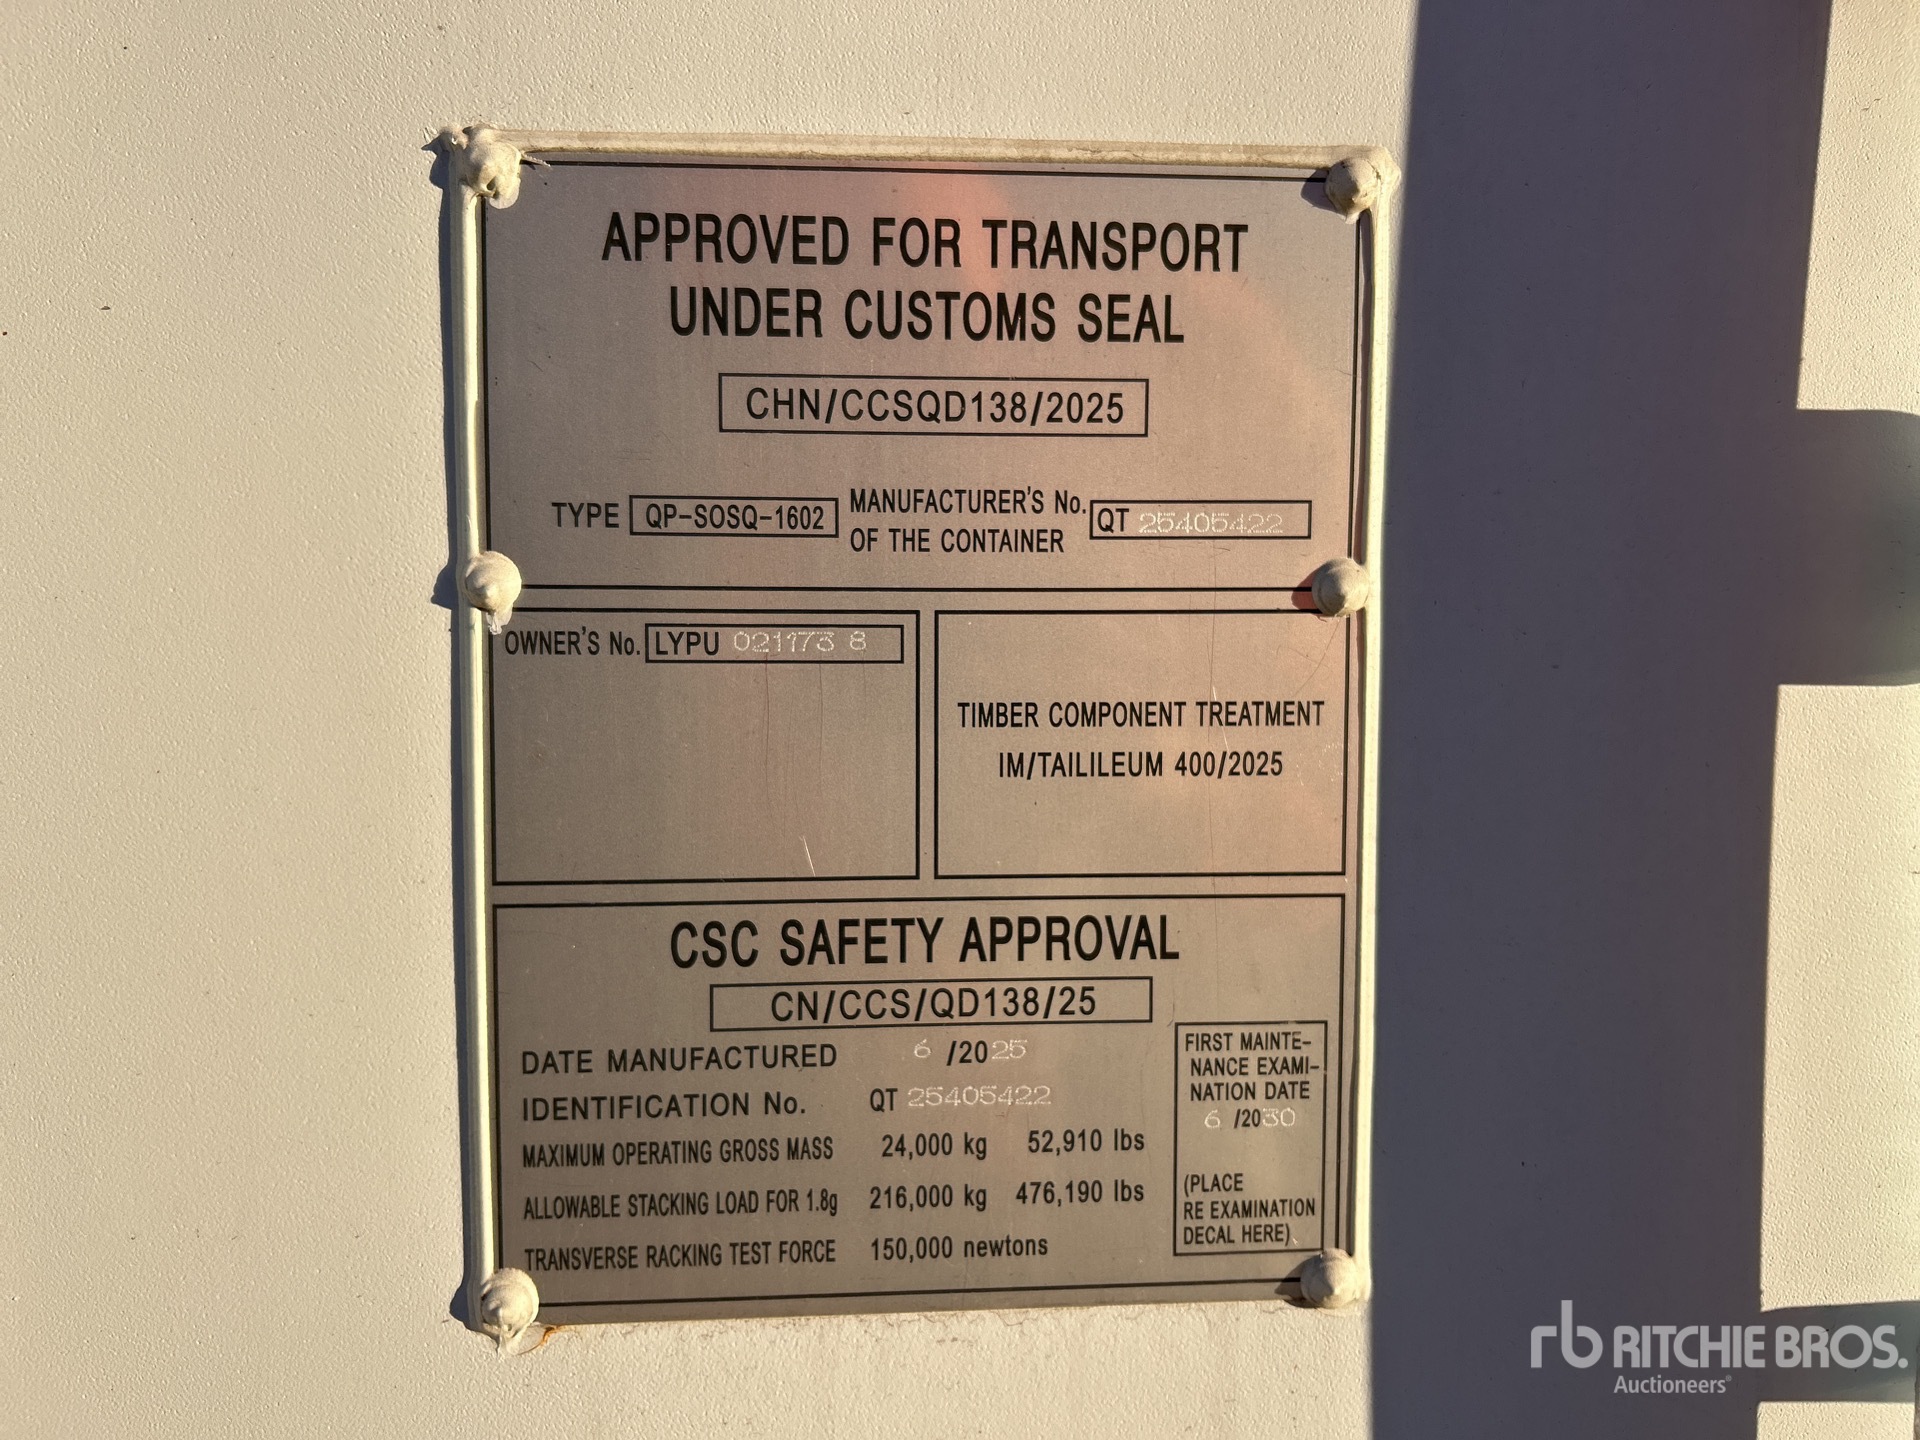 APPROVED FOR TRANSPORT
UNDER CUSTOMS SEAL
CHN/CCSQD138/2025
TYPE QP-SOSQ-1602 MANUFACTURER'S No. OF THE CONTAINER QT 25405422
OWNER'S No. LYPU 021173 8
TIMBER COMPONENT TREATMENT
IM/TAILILEUM 400/2025
CSC SAFETY APPROVAL
CN/CCS/QD138/25
DATE MANUFACTURED 6 /2025
IDENTIFICATION No. QT 25405422
MAXIMUM OPERATING GROSS MASS 24,000 kg 52,910 lbs
ALLOWABLE STACKING LOAD FOR 1.8g 216,000 kg 476,190 lbs
TRANSVERSE RACKING TEST FORCE 150,000 newtons
FIRST MAINTE-
NANCE EXAMI-
NATION DATE
6 /2030
(PLACE
RE EXAMINATION
DECAL HERE)
rb RITCHIE BROS.
Auctioneers